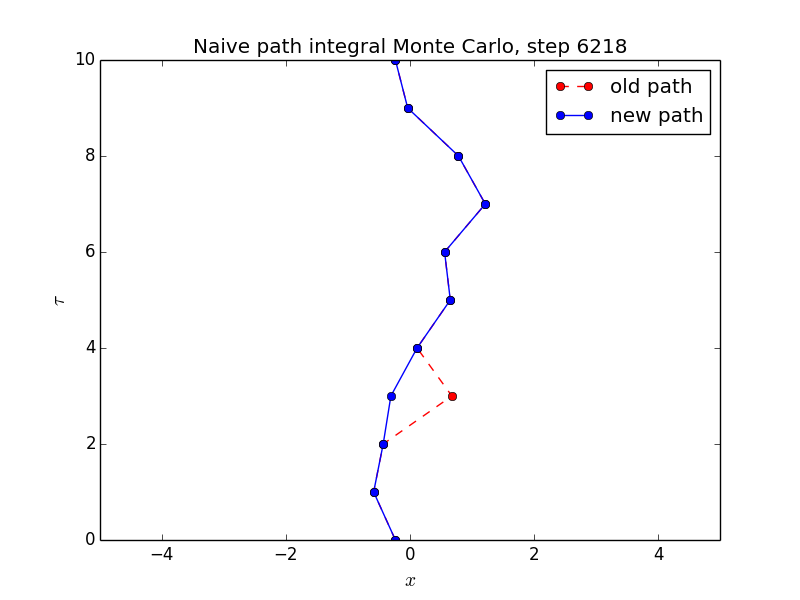 Naive path integral Monte Carlo, step 6218
old path
new path
10
8
6
4
2
0
τ
−4
−2
0
2
4
x